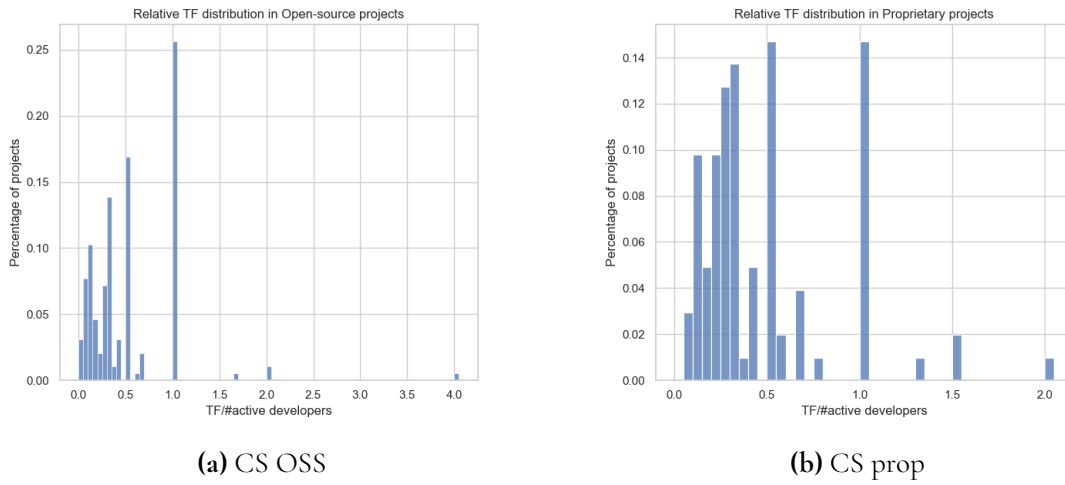 Relative TF distribution in Open-source projects
0.25
0.20
0.15
0.10
0.05
0.00
Percentage of projects
0.0 0.5 1.0 1.5 2.0 2.5 3.0 3.5 4.0
TF/#active developers
(a) CS OSS
Relative TF distribution in Proprietary projects
0.14
0.12
0.10
0.08
0.06
0.04
0.02
0.00
Percentage of projects
0.0 0.5 1.0 1.5 2.0
TF/#active developers
(b) CS prop